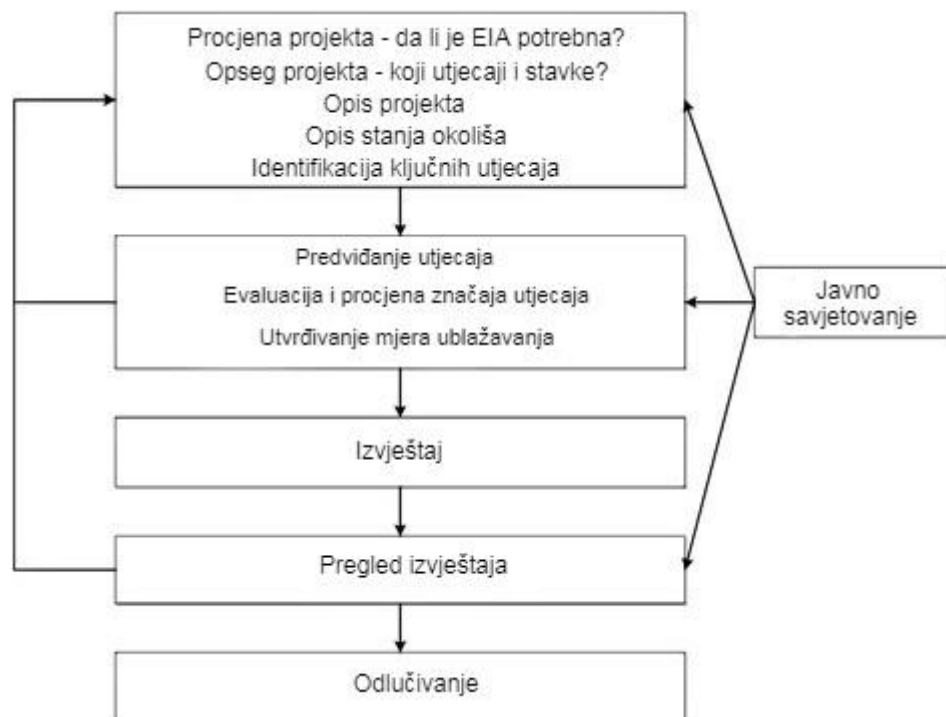 Procjena projekta - da li je EIA potrebna?
Opseg projekta - koji utjecaji i stavke?
Opis projekta
Opis stanja okoliša
Identifikacija ključnih utjecaja
Predviđanje utjecaja
Evaluacija i procjena značaja utjecaja
Utvrđivanje mjera ublažavanja
Javno
savjetovanje
Izvještaj
Pregled izvještaja
Odlučivanje